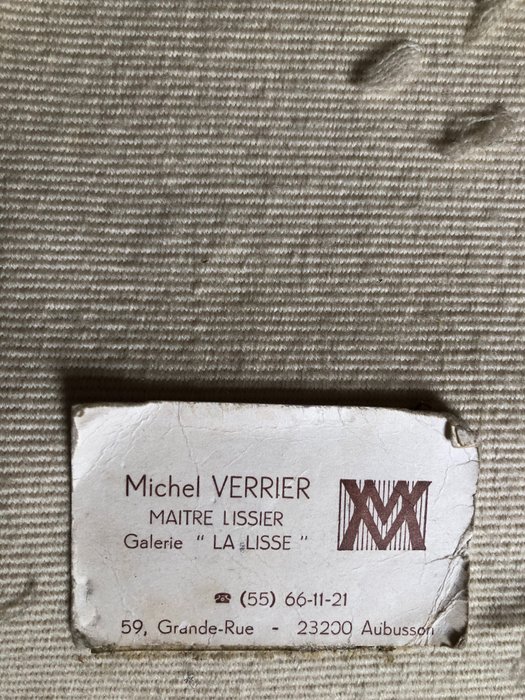 Michel VERRIER
MAITRE LISSIER
Galerie " LA LISSE "
☎ (55) 66-11-21
59, Grande-Rue - 23200 Aubusson